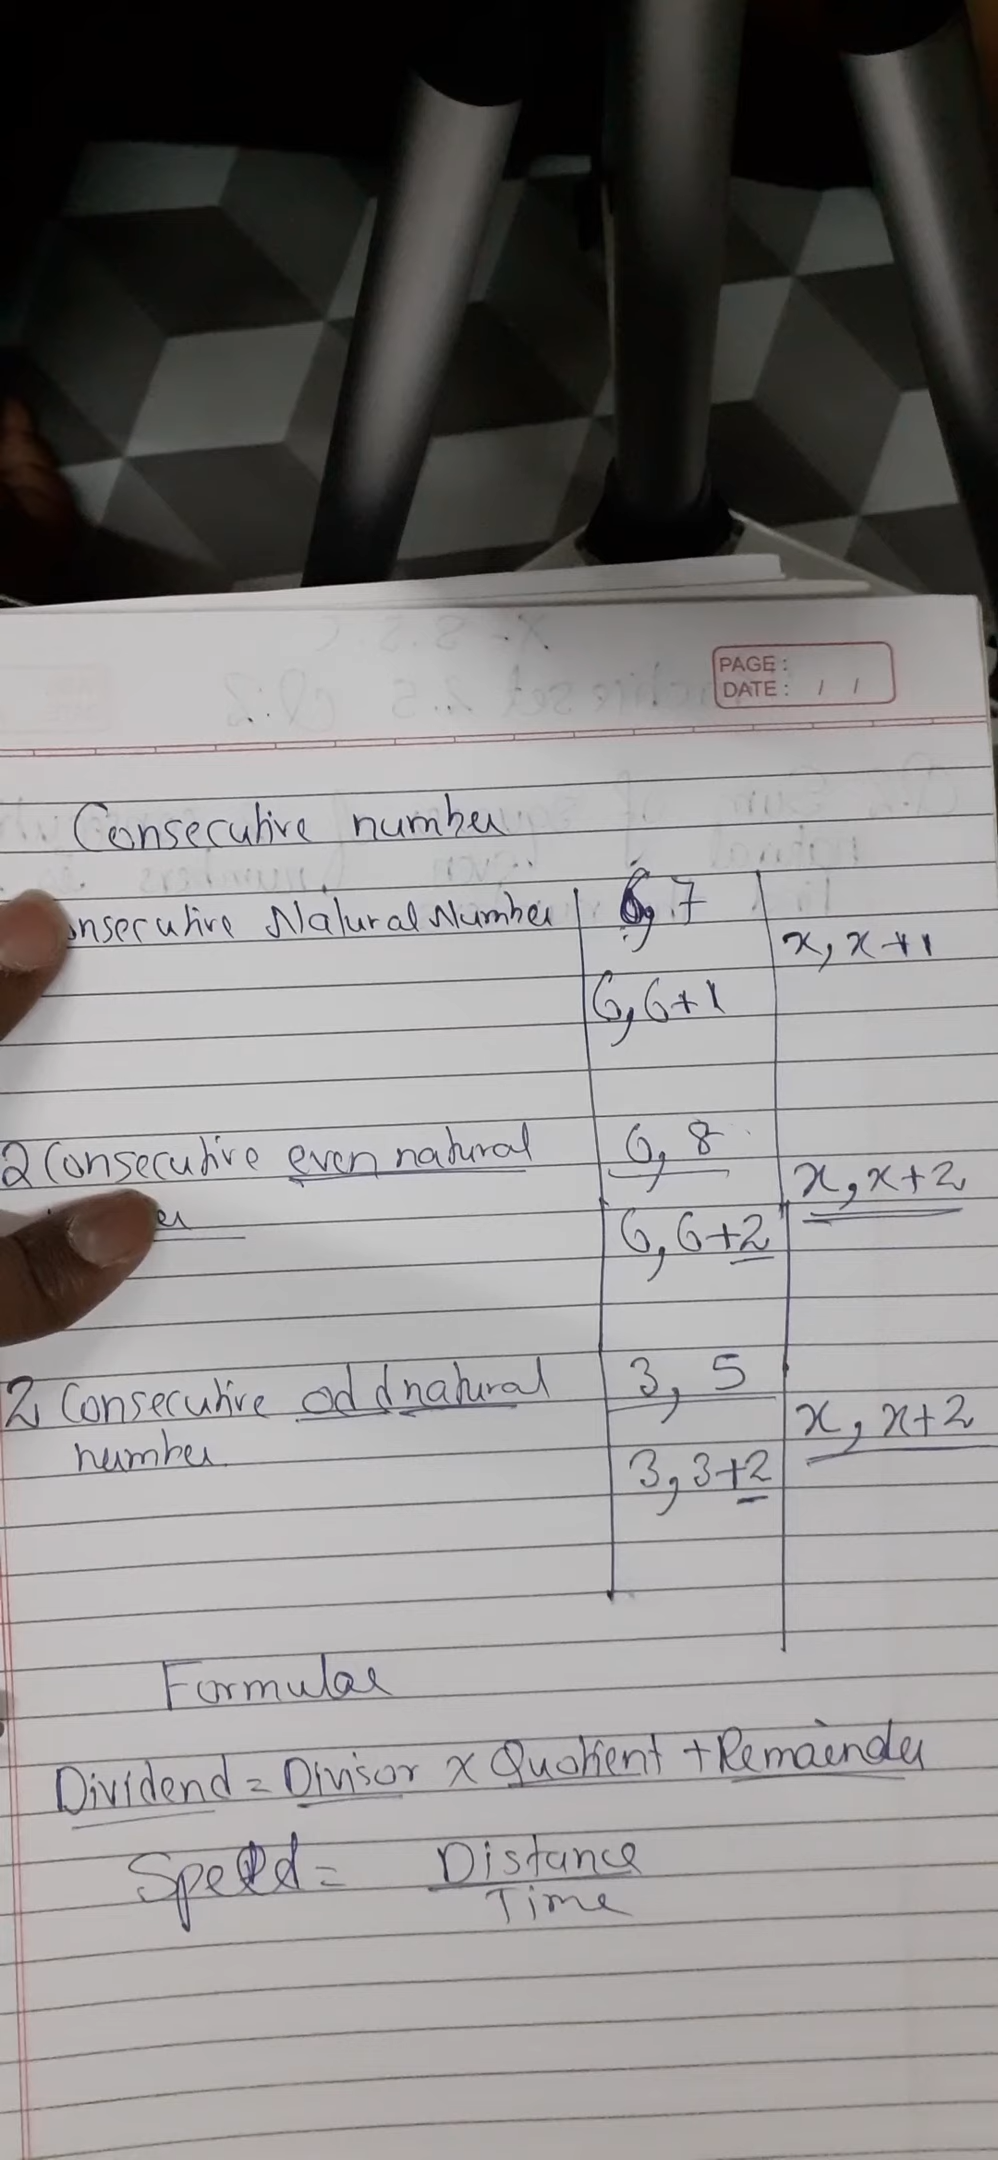 PAGE :
DATE : / /
Consecutive number
onsecutive Natural Number 6, 7
x, x+1
6, 6+1
2 Consecutive even natural 6, 8
x, x+2
6, 6+2
2 Consecutive odd natural 3, 5
number x, x+2
3, 3+2
Formulae
Dividend = Divisor x Quotient + Remainder
Speed = Distance
Time